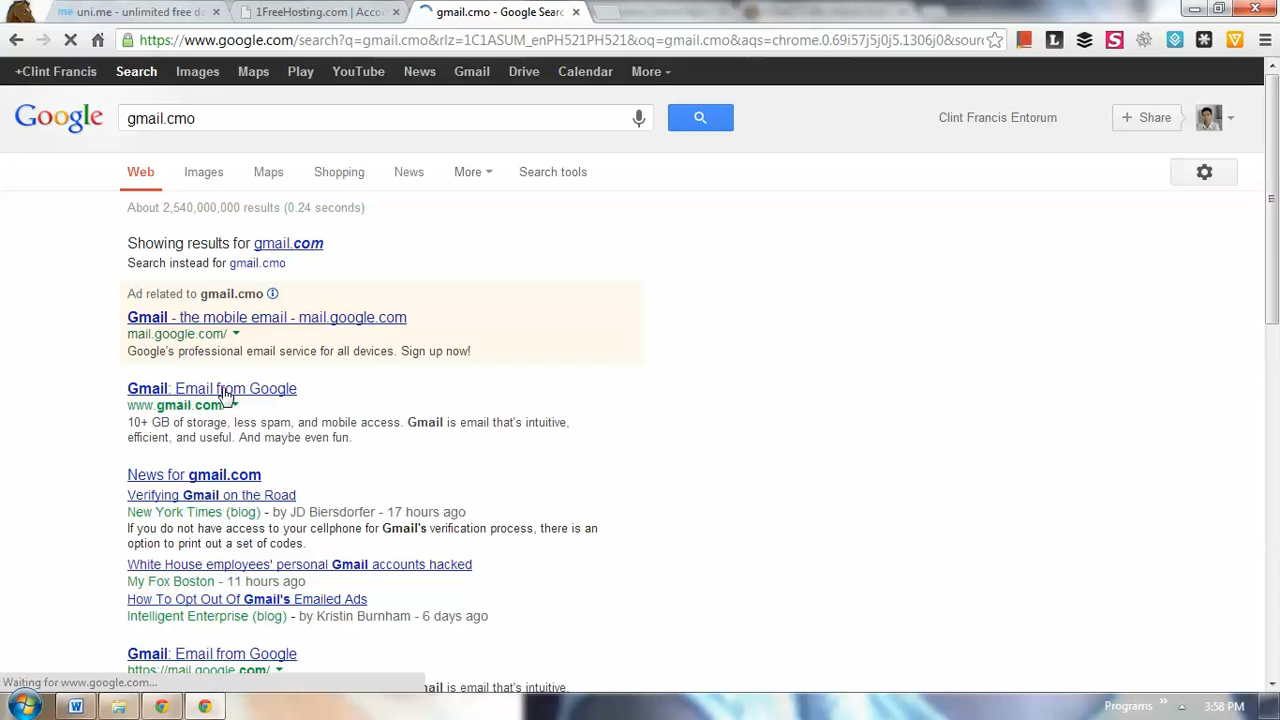 uni.me - unlimited free d
1FreeHosting.com | Acco
gmail.cmo - Google Sear
https://www.google.com/search?q=gmail.cmo&rlz=1C1ASUM_enPH521PH521&oq=gmail.cmo&aqs=chrome.0.69i57j5j0j5.1306j0&sour
+Clint Francis Search Images Maps Play YouTube News Gmail Drive Calendar More
Google gmail.cmo Clint Francis Entorum + Share
Web Images Maps Shopping News More Search tools
About 2,540,000,000 results (0.24 seconds)
Showing results for gmail.com
Search instead for gmail.cmo
Ad related to gmail.cmo
Gmail - the mobile email - mail.google.com
mail.google.com/
Google's professional email service for all devices. Sign up now!
Gmail: Email from Google
www.gmail.com
10+ GB of storage, less spam, and mobile access. Gmail is email that's intuitive,
efficient, and useful. And maybe even fun.
News for gmail.com
Verifying Gmail on the Road
New York Times (blog) - by JD Biersdorfer - 17 hours ago
If you do not have access to your cellphone for Gmail's verification process, there is an
option to print out a set of codes.
White House employees' personal Gmail accounts hacked
My Fox Boston - 11 hours ago
How To Opt Out Of Gmail's Emailed Ads
Intelligent Enterprise (blog) - by Kristin Burnham - 6 days ago
Gmail: Email from Google
https://mail.google.com/
is email that's intuitive,
Waiting for www.google.com...
Programs 3:58 PM